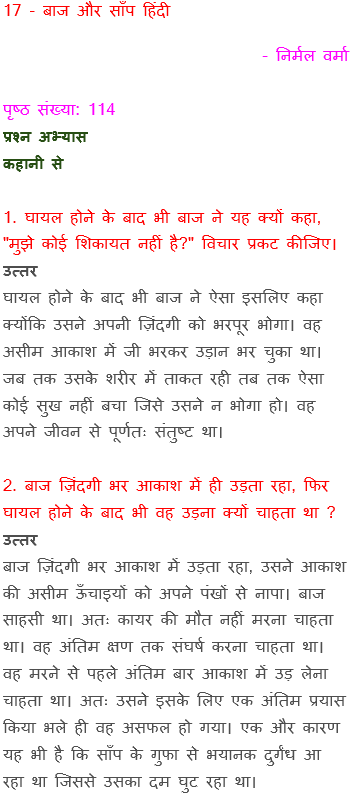 17 - बाज और साँप हिंदी
- निर्मल वर्मा
पृष्ठ संख्या: 114
प्रश्न अभ्यास
कहानी से
1. घायल होने के बाद भी बाज ने यह क्यों कहा,
"मुझे कोई शिकायत नहीं है?" विचार प्रकट कीजिए।
उत्तर
घायल होने के बाद भी बाज ने ऐसा इसलिए कहा
क्योंकि उसने अपनी ज़िंदगी को भरपूर भोगा। वह
असीम आकाश में जी भरकर उड़ान भर चुका था।
जब तक उसके शरीर में ताकत रही तब तक ऐसा
कोई सुख नहीं बचा जिसे उसने न भोगा हो। वह
अपने जीवन से पूर्णतः संतुष्ट था।
2. बाज ज़िंदगी भर आकाश में ही उड़ता रहा, फिर
घायल होने के बाद भी वह उड़ना क्यों चाहता था ?
उत्तर
बाज ज़िंदगी भर आकाश में उड़ता रहा, उसने आकाश
की असीम ऊँचाइयों को अपने पंखों से नापा। बाज
साहसी था। अतः कायर की मौत नहीं मरना चाहता
था। वह अंतिम क्षण तक संघर्ष करना चाहता था।
वह मरने से पहले अंतिम बार आकाश में उड़ लेना
चाहता था। अतः उसने इसके लिए एक अंतिम प्रयास
किया भले ही वह असफल हो गया। एक और कारण
यह भी है कि साँप के गुफा से भयानक दुर्गंध आ
रहा था जिससे उसका दम घुट रहा था।